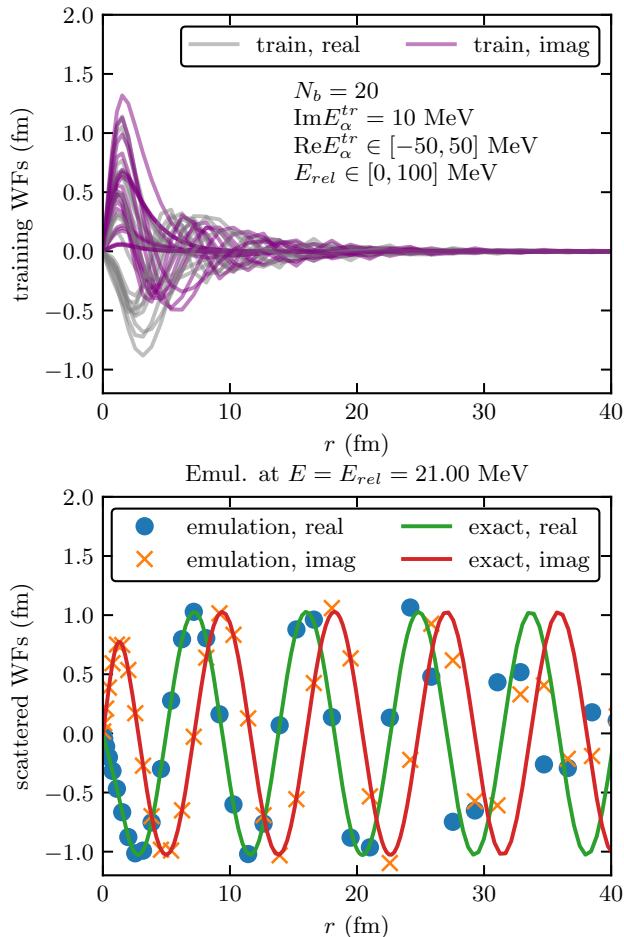 2.0
1.5
1.0
0.5
0.0
−0.5
−1.0
training WFs (fm)
train, real
train, imag
N_b = 20
ImE_α^{tr} = 10 MeV
ReE_α^{tr} ∈ [−50, 50] MeV
E_{rel} ∈ [0, 100] MeV
0 10 20 30 40
r (fm)
Emul. at E = E_{rel} = 21.00 MeV
2.0
1.5
1.0
0.5
0.0
−0.5
−1.0
scattered WFs (fm)
emulation, real
exact, real
emulation, imag
exact, imag
0 10 20 30 40
r (fm)